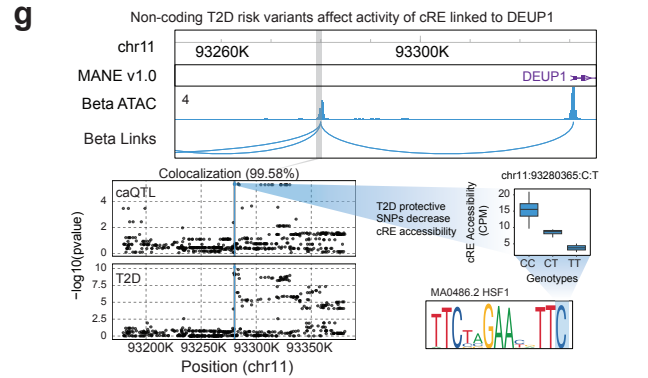 g
Non-coding T2D risk variants affect activity of cRE linked to DEUP1
chr11
93260K 93300K
MANE v1.0
DEUP1
Beta ATAC
4
Beta Links
Colocalization (99.58%)
caQTL
4
2
0
−log10(pvalue)
T2D
10
7.5
5
2.5
0
93200K 93250K 93300K 93350K
Position (chr11)
T2D protective
SNPs decrease
cRE accessibility
chr11:93280365:C:T
cRE Accessibility
(CPM)
20
15
10
5
CC CT TT
Genotypes
MA0486.2 HSF1
TTC GAA TTC